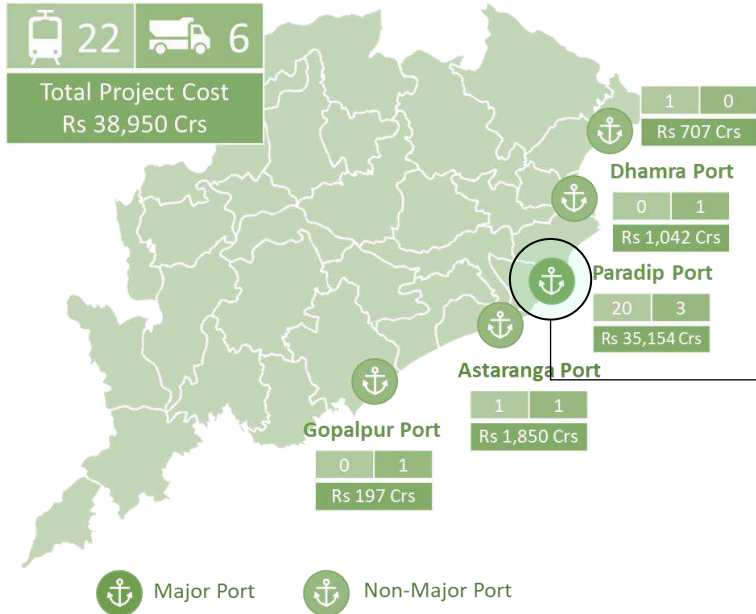 22 6
Total Project Cost
Rs 38,950 Crs
1 0
Rs 707 Crs
Dhamra Port
0 1
Rs 1,042 Crs
Paradip Port
20 3
Rs 35,154 Crs
Astaranga Port
1 1
Rs 1,850 Crs
Gopalpur Port
0 1
Rs 197 Crs
Major Port
Non-Major Port